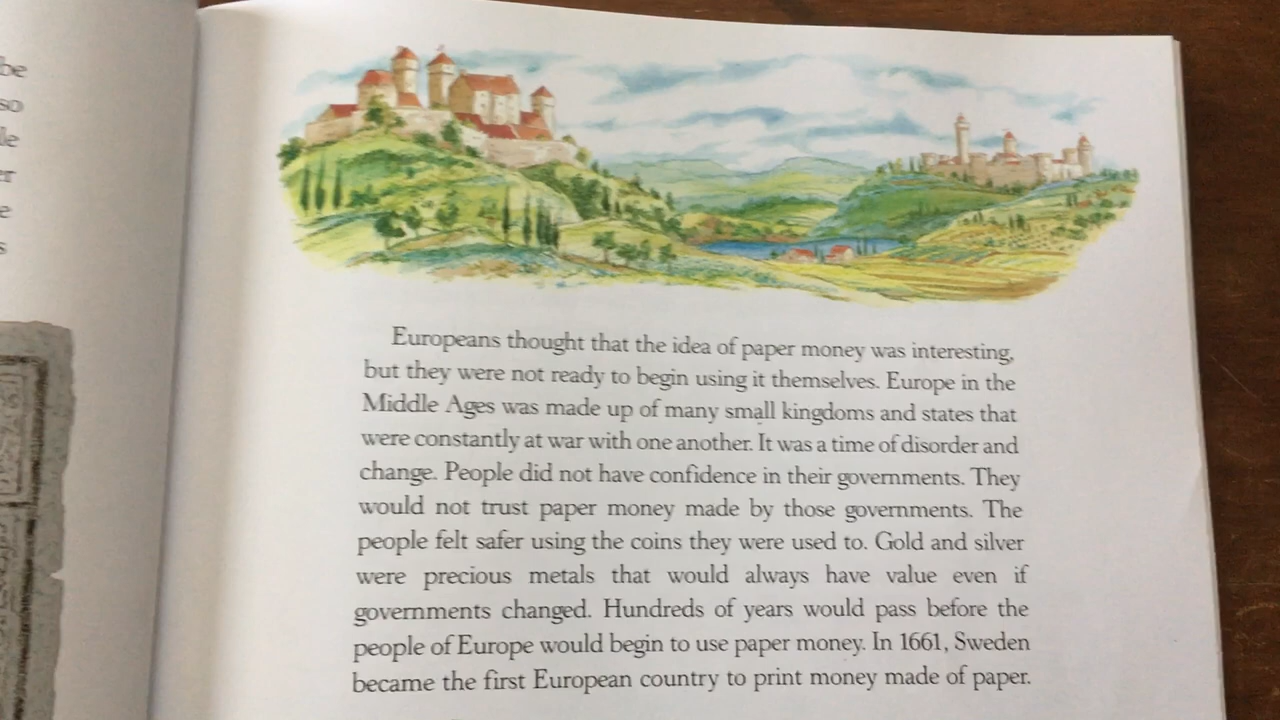 be
so
le
er
e
s
Europeans thought that the idea of paper money was interesting,
but they were not ready to begin using it themselves. Europe in the
Middle Ages was made up of many small kingdoms and states that
were constantly at war with one another. It was a time of disorder and
change. People did not have confidence in their governments. They
would not trust paper money made by those governments. The
people felt safer using the coins they were used to. Gold and silver
were precious metals that would always have value even if
governments changed. Hundreds of years would pass before the
people of Europe would begin to use paper money. In 1661, Sweden
became the first European country to print money made of paper.